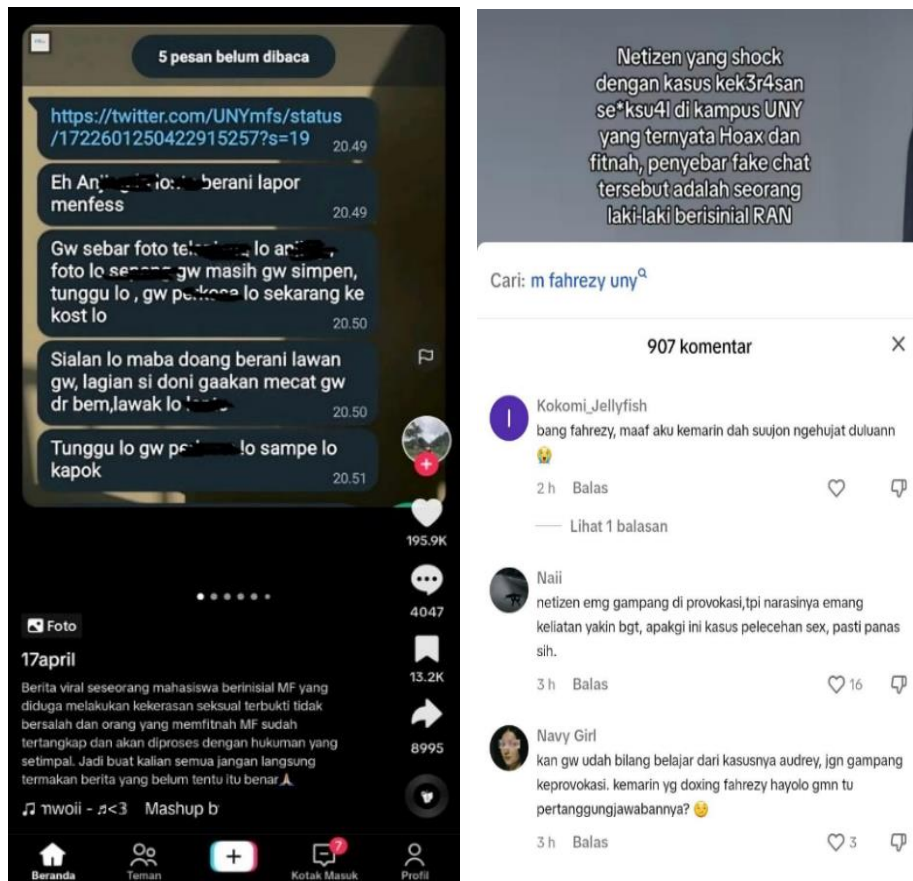 5 pesan belum dibaca
https://twitter.com/UNYmfs/status
/1722601250422915257?s=19 20.49
Eh berani lapor
menfess 20.49
Gw sebar foto lo
foto lo gw masih gw simpen,
tunggu lo , gw lo sekarang ke
kost lo 20.50
Sialan lo maba doang berani lawan
gw, lagian si doni gaakan mecat gw
dr bem,lawak lo 20.50
Tunggu lo gw lo sampe lo
kapok 20.51
195.9K
4047
13.2K
8995
Foto
17april
Berita viral seseorang mahasiswa berinisial MF yang
diduga melakukan kekerasan seksual terbukti tidak
bersalah dan orang yang memfitnah MF sudah
tertangkap dan akan diproses dengan hukuman yang
setimpal. Jadi buat kalian semua jangan langsung
termakan berita yang belum tentu itu benar🙏
♫ mwoii - ♬<3 Mashup b
Beranda
Teman
7
Kotak Masuk
Profil
Netizen yang shock
dengan kasus kek3r4san
se*ksu4l di kampus UNY
yang ternyata Hoax dan
fitnah, penyebar fake chat
tersebut adalah seorang
laki-laki berisinial RAN
Cari: m fahrezy uny
907 komentar
I
Kokomi_Jellyfish
bang fahrezy, maaf aku kemarin dah suujon ngehujat duluann
😭
2 h Balas
Lihat 1 balasan
Naii
netizen emg gampang di provokasi,tpi narasinya emang
keliatan yakin bgt, apakgi ini kasus pelecehan sex, pasti panas
sih.
3 h Balas 16
Navy Girl
kan gw udah bilang belajar dari kasusnya audrey, jgn gampang
keprovokasi. kemarin yg doxing fahrezy hayolo gmn tu
pertanggungjawabannya? 😏
3 h Balas 3